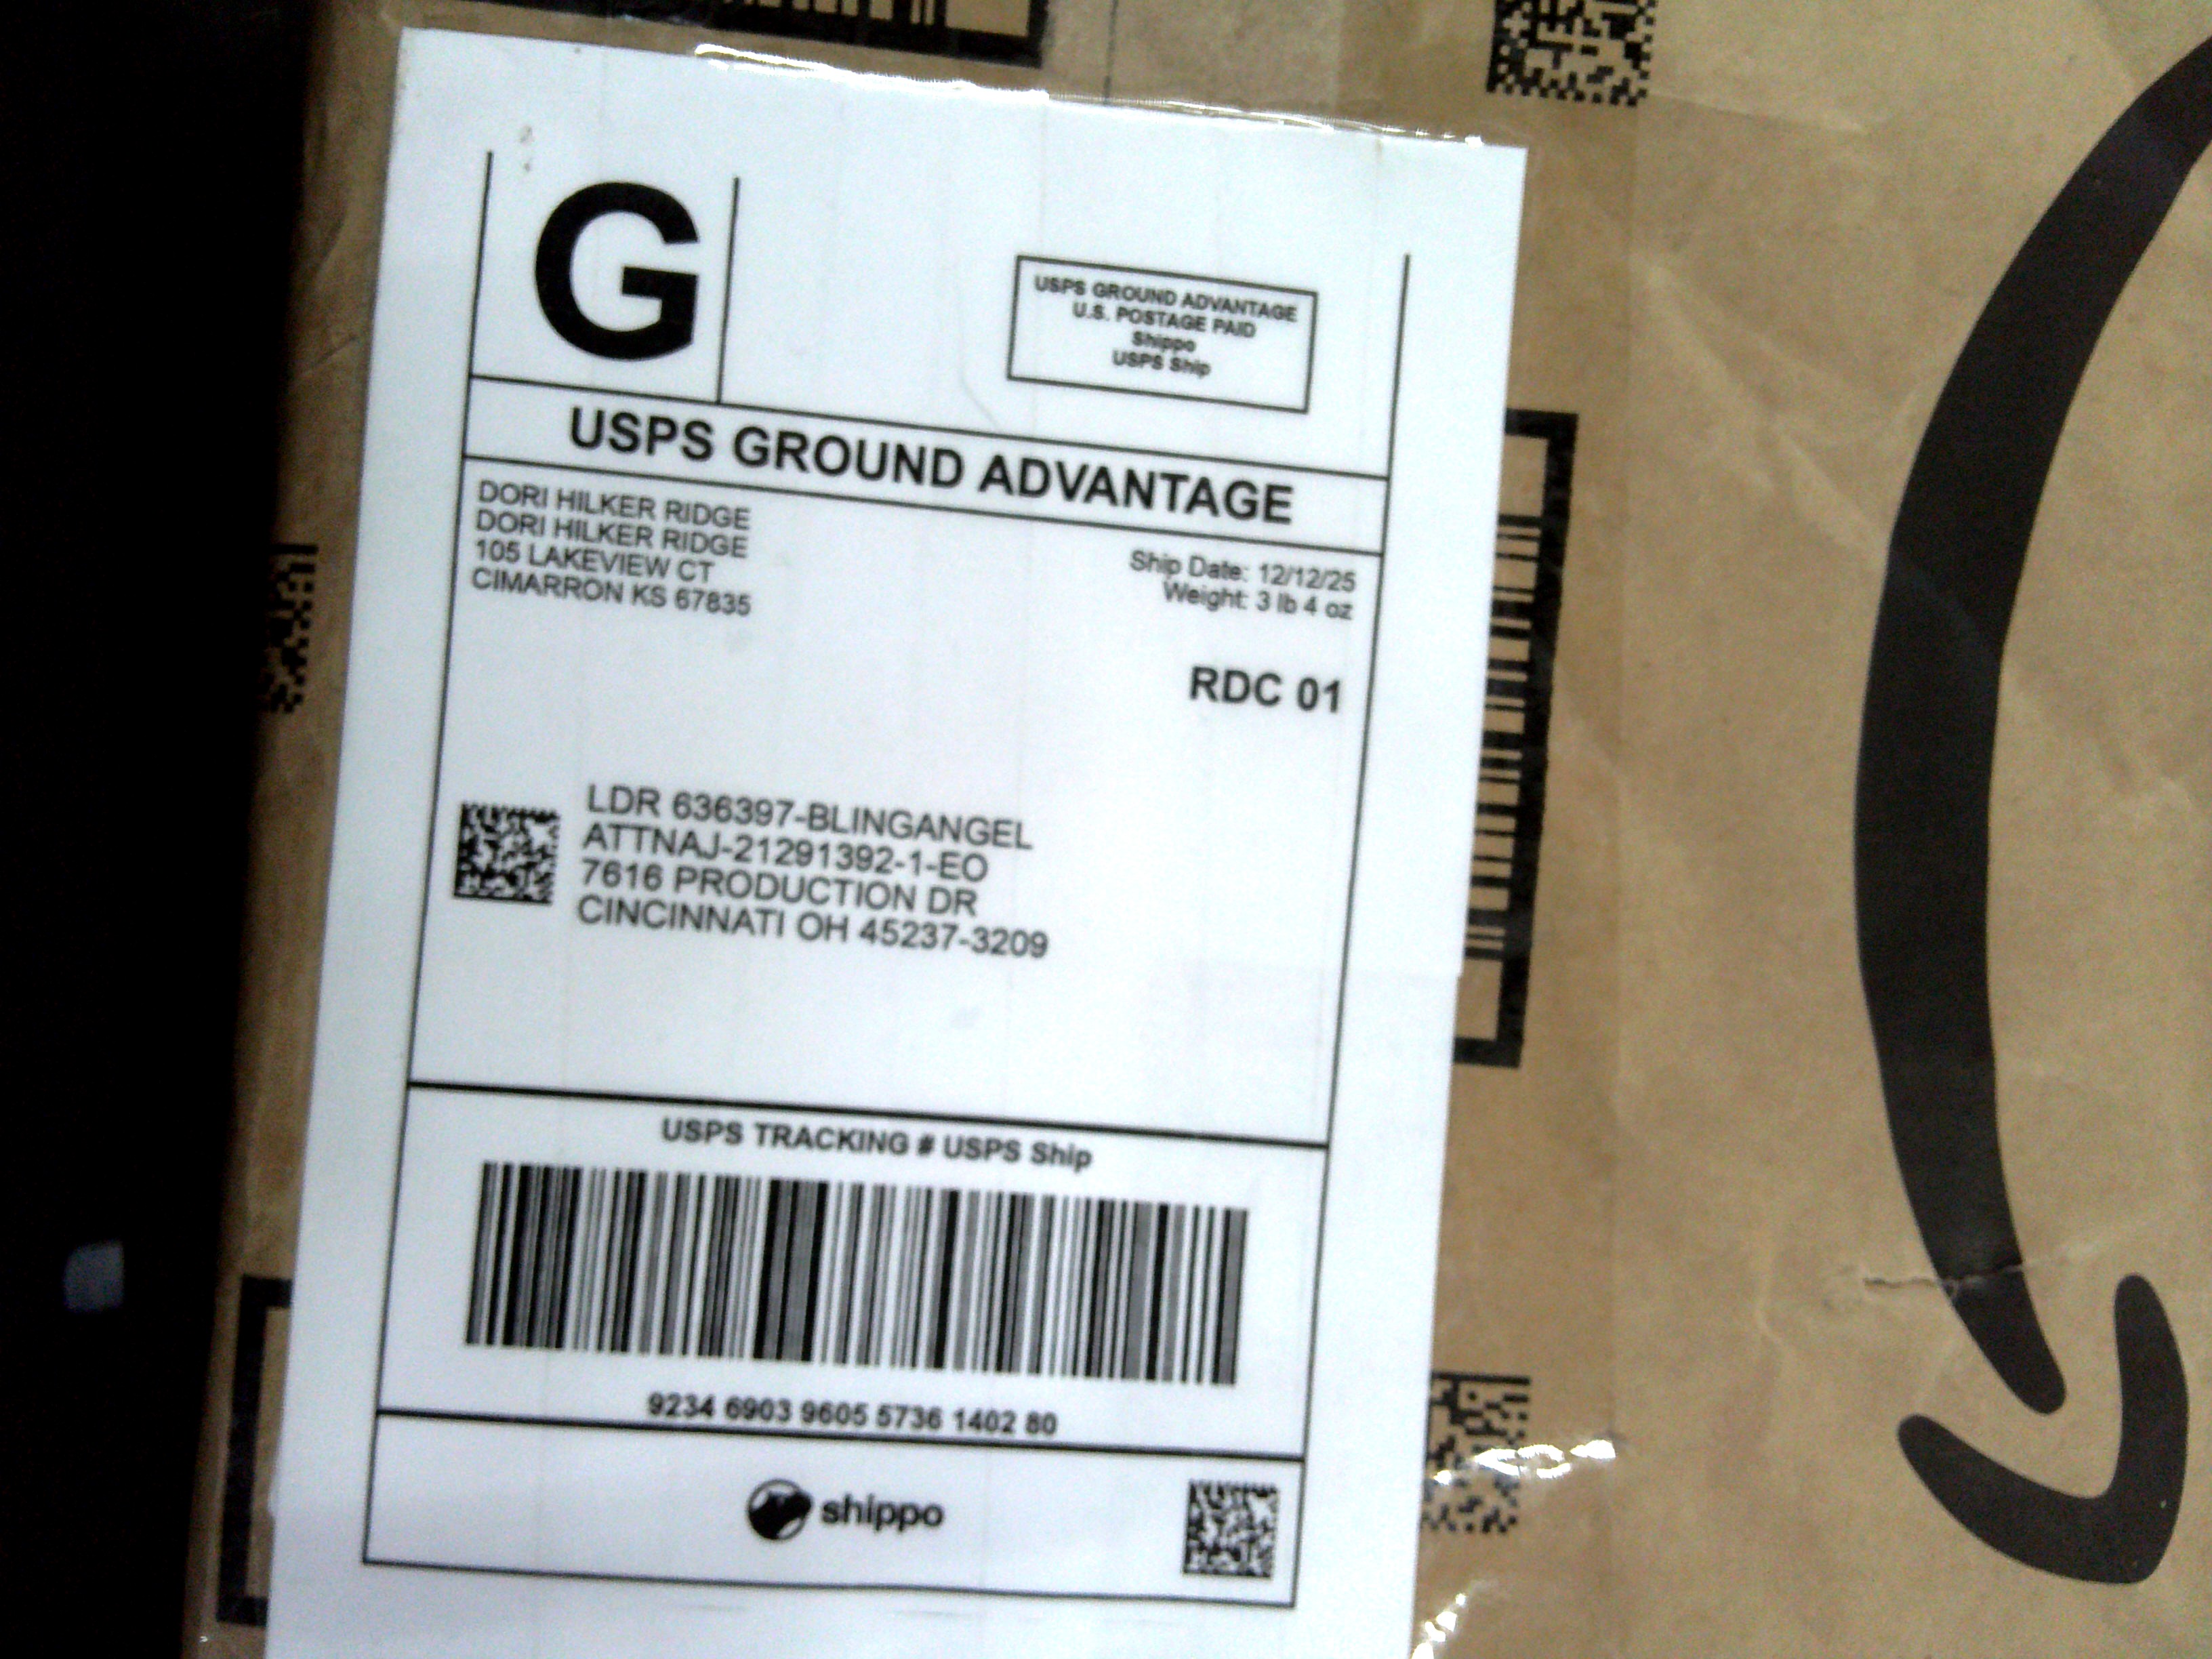 G
USPS GROUND ADVANTAGE
U.S. POSTAGE PAID
Shippo
USPS Ship
USPS GROUND ADVANTAGE
DORI HILKER RIDGE
DORI HILKER RIDGE
105 LAKEVIEW CT
CIMARRON KS 67835
Ship Date: 12/12/25
Weight: 3 lb 4 oz
RDC 01
LDR 636397-BLINGANGEL
ATTNAJ-21291392-1-EO
7616 PRODUCTION DR
CINCINNATI OH 45237-3209
USPS TRACKING # USPS Ship
9234 6903 9605 5736 1402 80
shippo